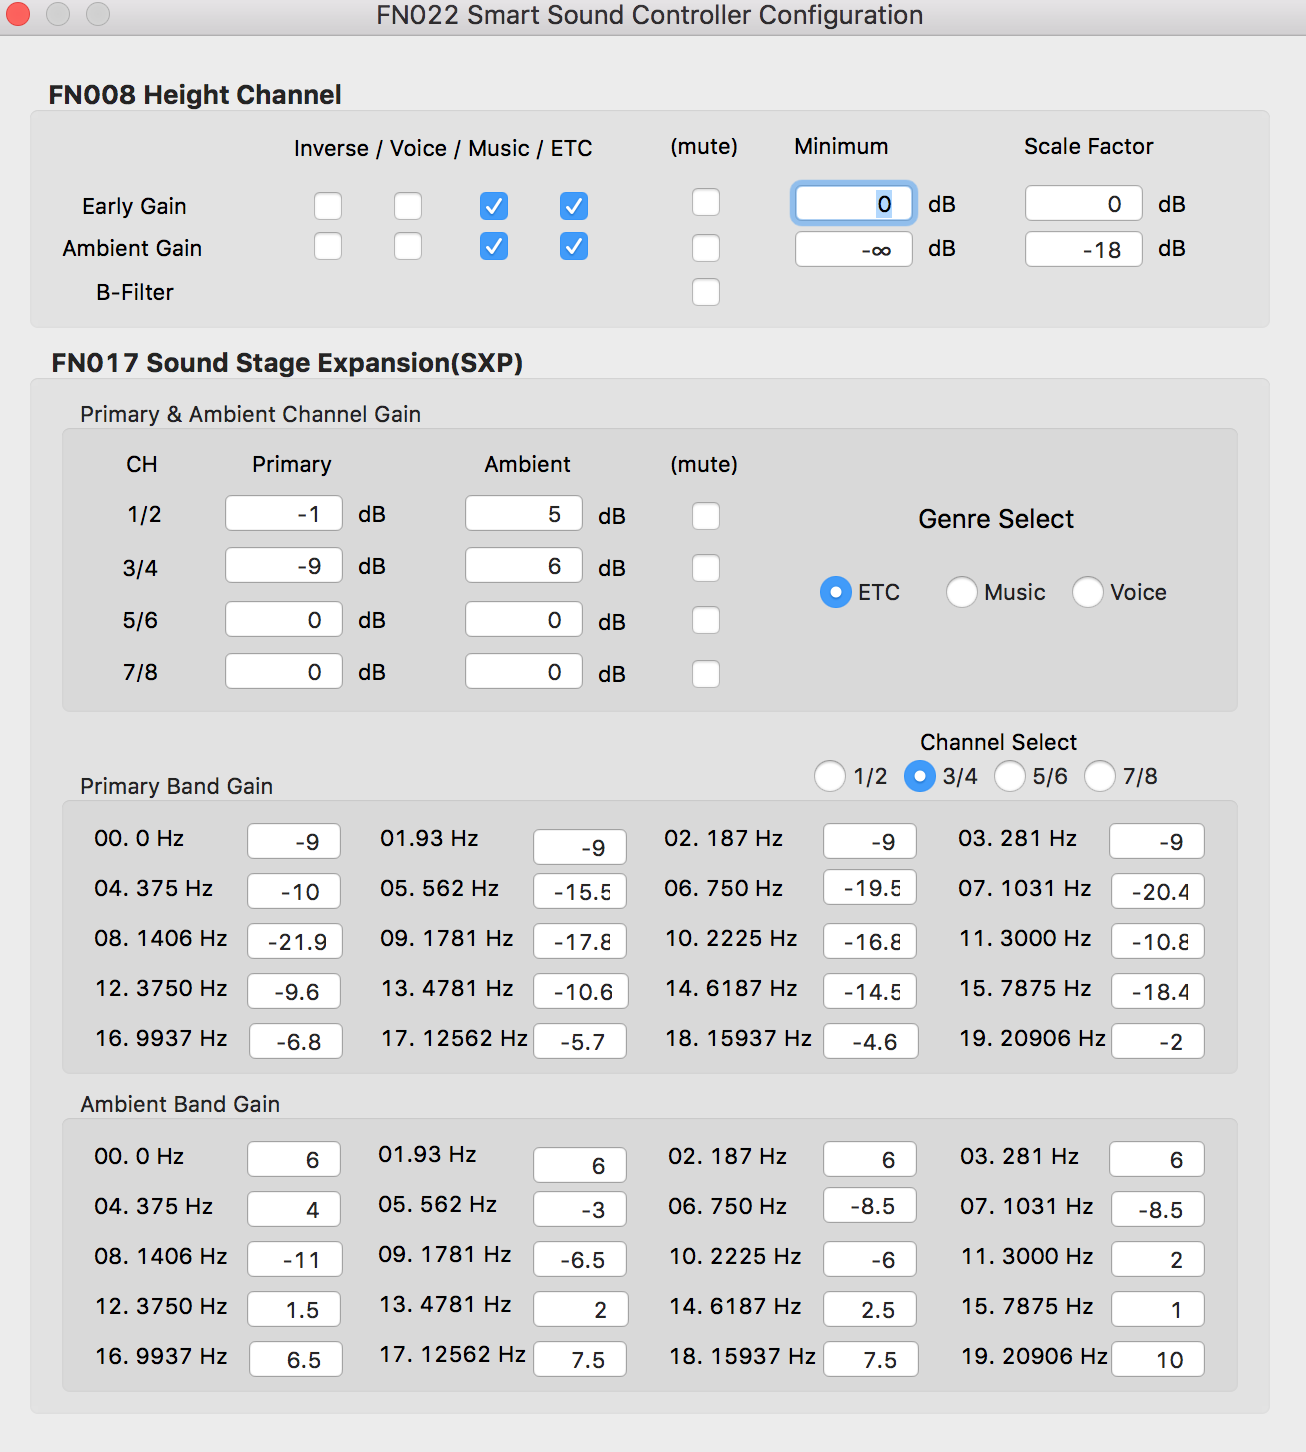 FN022 Smart Sound Controller Configuration
FN008 Height Channel
Inverse / Voice / Music / ETC (mute) Minimum Scale Factor
Early Gain 0 dB 0 dB
Ambient Gain -∞ dB -18 dB
B-Filter
FN017 Sound Stage Expansion(SXP)
Primary & Ambient Channel Gain
CH Primary Ambient (mute)
1/2 -1 dB 5 dB
Genre Select
3/4 -9 dB 6 dB
ETC Music Voice
5/6 0 dB 0 dB
7/8 0 dB 0 dB
Channel Select
1/2 3/4 5/6 7/8
Primary Band Gain
00. 0 Hz -9 01.93 Hz -9 02. 187 Hz -9 03. 281 Hz -9
04. 375 Hz -10 05. 562 Hz -15.5 06. 750 Hz -19.5 07. 1031 Hz -20.4
08. 1406 Hz -21.9 09. 1781 Hz -17.8 10. 2225 Hz -16.8 11. 3000 Hz -10.8
12. 3750 Hz -9.6 13. 4781 Hz -10.6 14. 6187 Hz -14.5 15. 7875 Hz -18.4
16. 9937 Hz -6.8 17. 12562 Hz -5.7 18. 15937 Hz -4.6 19. 20906 Hz -2
Ambient Band Gain
00. 0 Hz 6 01.93 Hz 6 02. 187 Hz 6 03. 281 Hz 6
04. 375 Hz 4 05. 562 Hz -3 06. 750 Hz -8.5 07. 1031 Hz -8.5
08. 1406 Hz -11 09. 1781 Hz -6.5 10. 2225 Hz -6 11. 3000 Hz 2
12. 3750 Hz 1.5 13. 4781 Hz 2 14. 6187 Hz 2.5 15. 7875 Hz 1
16. 9937 Hz 6.5 17. 12562 Hz 7.5 18. 15937 Hz 7.5 19. 20906 Hz 10